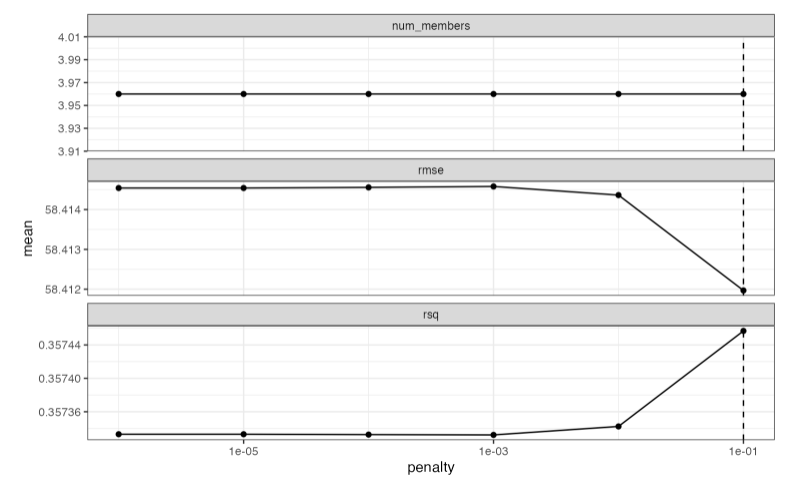 num_members
4.01
3.99
3.97
3.95
3.93
3.91
rmse
58.414
58.413
58.412
mean
rsq
0.35744
0.35740
0.35736
1e-05
1e-03
1e-01
penalty